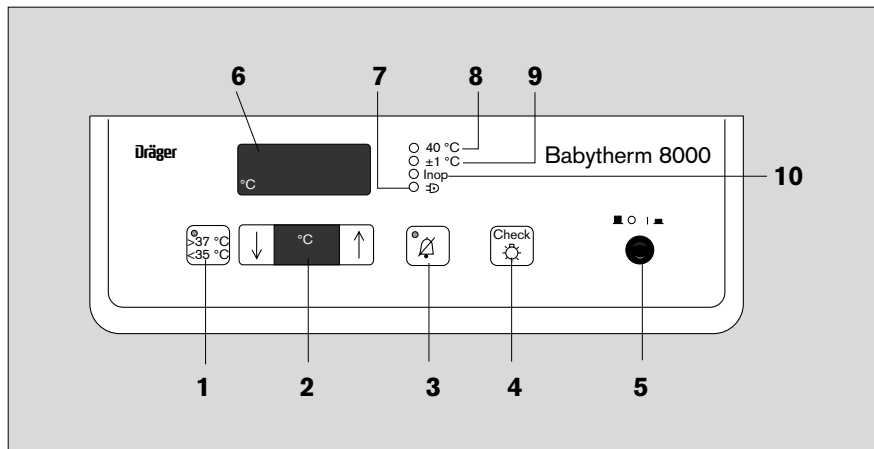 6
7
8
9
Dräger
°C
40 °C
±1 °C
Inop
Babytherm 8000
10
>37 °C
<35 °C
°C
Check
1
2
3
4
5